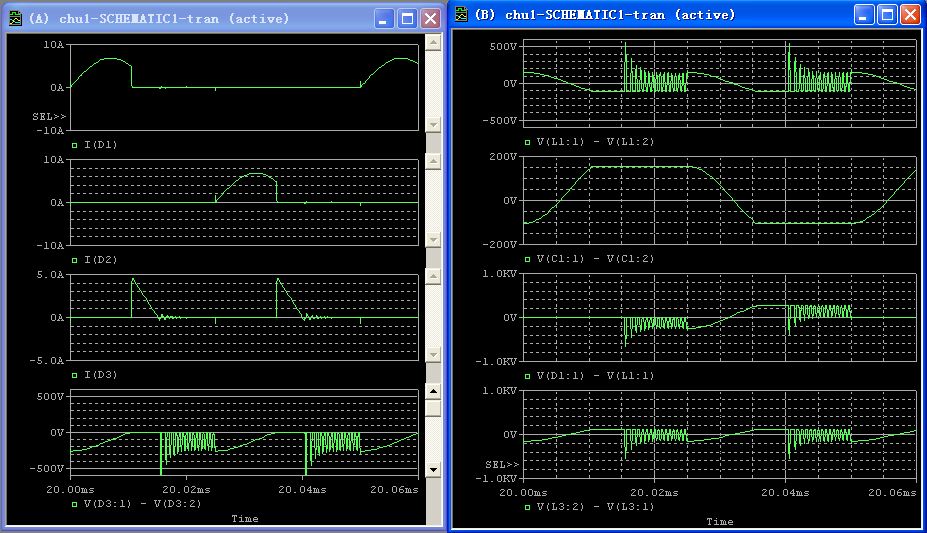 (A) chu1-SCHEMATIC1-tran (active)
10A
0A
SEL>>
-10A
I(D1)
10A
0A
-10A
I(D2)
5.0A
0A
-5.0A
I(D3)
500V
0V
-500V
20.00ms 20.02ms 20.04ms 20.06ms
V(D3:1) - V(D3:2)
Time
(B) chu1-SCHEMATIC1-tran (active)
500V
0V
-500V
V(L1:1) - V(L1:2)
200V
0V
-200V
V(C1:1) - V(C1:2)
1.0KV
0V
-1.0KV
V(D1:1) - V(L1:1)
1.0KV
0V
SEL>>
-1.0KV
20.00ms 20.02ms 20.04ms 20.06ms
V(L3:2) - V(L3:1)
Time